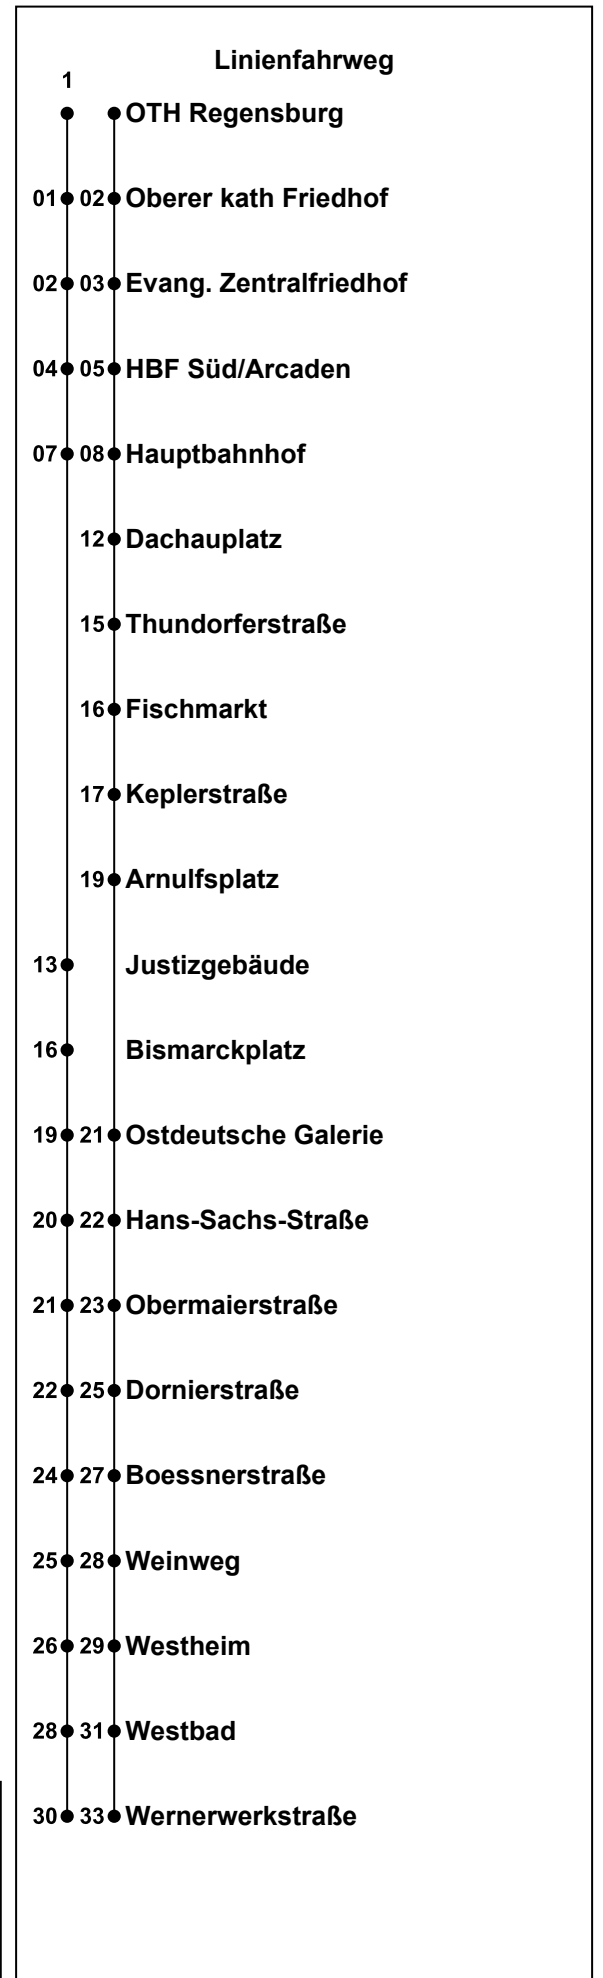 Linienfahrweg
1
OTH Regensburg
01 02 Oberer kath Friedhof
02 03 Evang. Zentralfriedhof
04 05 HBF Süd/Arcaden
07 08 Hauptbahnhof
12 Dachauplatz
15 Thundorferstraße
16 Fischmarkt
17 Keplerstraße
19 Arnulfsplatz
13 Justizgebäude
16 Bismarckplatz
19 21 Ostdeutsche Galerie
20 22 Hans-Sachs-Straße
21 23 Obermaierstraße
22 25 Dornierstraße
24 27 Boessnerstraße
25 28 Weinweg
26 29 Westheim
28 31 Westbad
30 33 Wernerwerkstraße